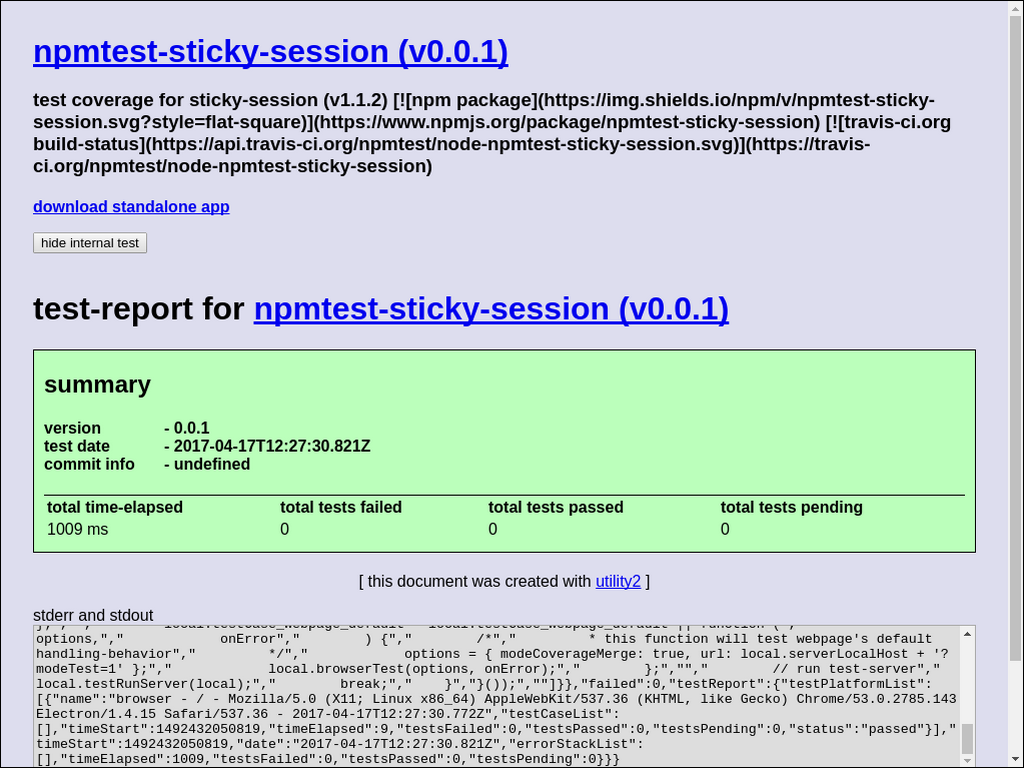 npmtest-sticky-session (v0.0.1)
test coverage for sticky-session (v1.1.2) [![npm package](https://img.shields.io/npm/v/npmtest-sticky-
session.svg?style=flat-square)](https://www.npmjs.org/package/npmtest-sticky-session) [![travis-ci.org
build-status](https://api.travis-ci.org/npmtest/node-npmtest-sticky-session.svg)](https://travis-
ci.org/npmtest/node-npmtest-sticky-session)
download standalone app
hide internal test
test-report for npmtest-sticky-session (v0.0.1)
summary
version - 0.0.1
test date - 2017-04-17T12:27:30.821Z
commit info - undefined
total time-elapsed total tests failed total tests passed total tests pending
1009 ms 0 0 0
[ this document was created with utility2 ]
stderr and stdout
options,"," onError"," ) {"," /*"," * this function will test webpage's default
handling-behavior"," */"," options = { modeCoverageMerge: true, url: local.serverLocalHost + '?
modeTest=1' };"," local.browserTest(options, onError);"," };",""," // run test-server","
local.testRunServer(local);"," break;"," }","}());",""]}},"failed":0,"testReport":{"testPlatformList":
[{"name":"browser - / - Mozilla/5.0 (X11; Linux x86_64) AppleWebKit/537.36 (KHTML, like Gecko) Chrome/53.0.2785.143
Electron/1.4.15 Safari/537.36 - 2017-04-17T12:27:30.772Z","testCaseList":
[],"timeStart":1492432050819,"timeElapsed":9,"testsFailed":0,"testsPassed":0,"testsPending":0,"status":"passed"}],"
timeStart":1492432050819,"date":"2017-04-17T12:27:30.821Z","errorStackList":
[],"timeElapsed":1009,"testsFailed":0,"testsPassed":0,"testsPending":0}}}